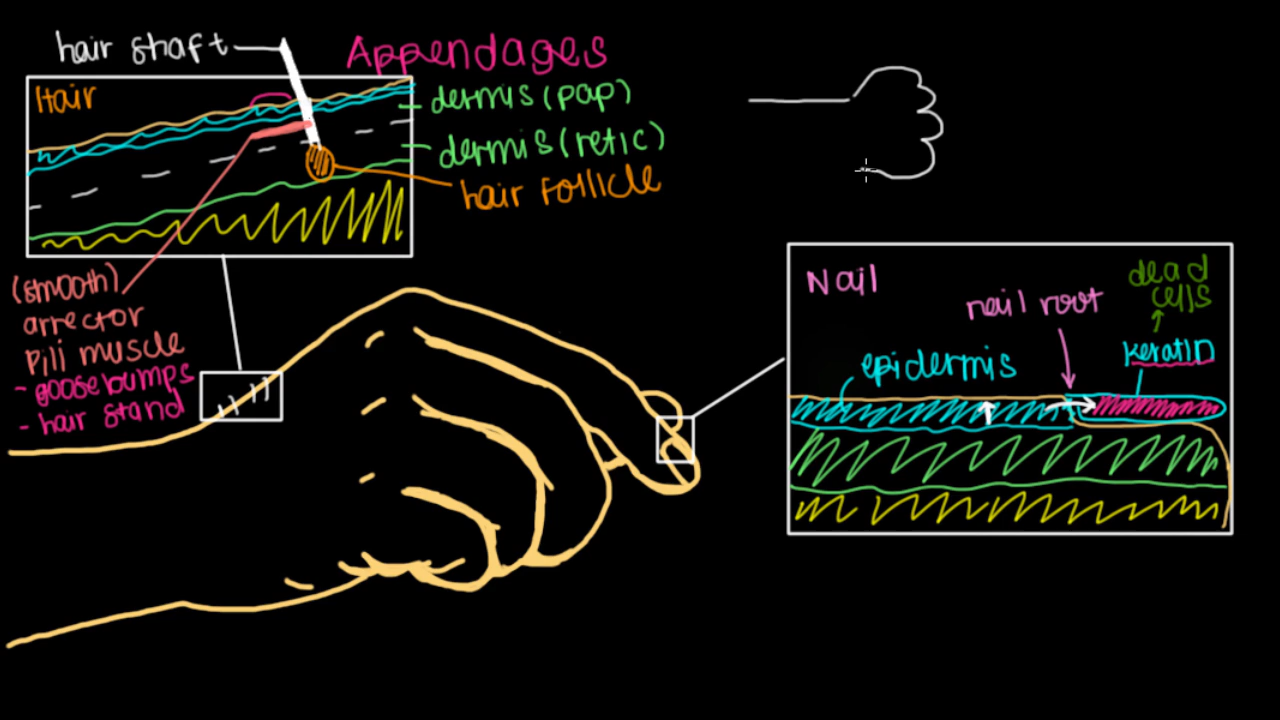 hair shaft
Appendages
Hair
dermis (pap)
dermis (retic)
hair follicle
(smooth)
arrector
pili muscle
- goosebumps
- hair stand
Nail
dead
cells
nail root
keratin
epidermis